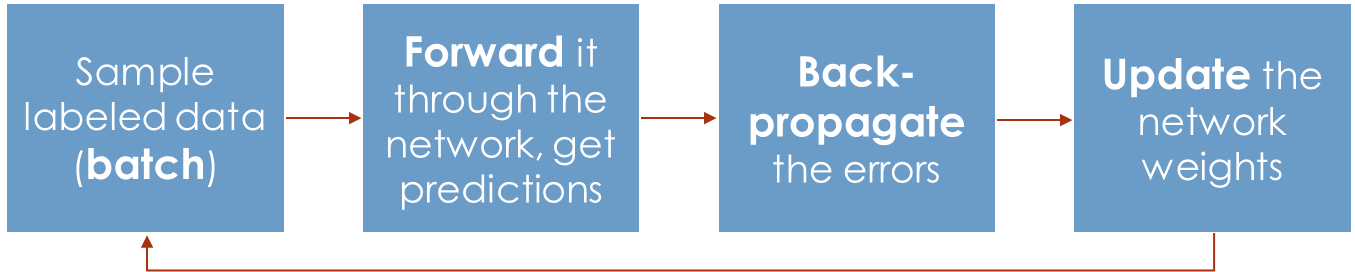 Sample
labeled data
(batch)
Forward it
through the
network, get
predictions
Back-
propagate
the errors
Update the
network
weights